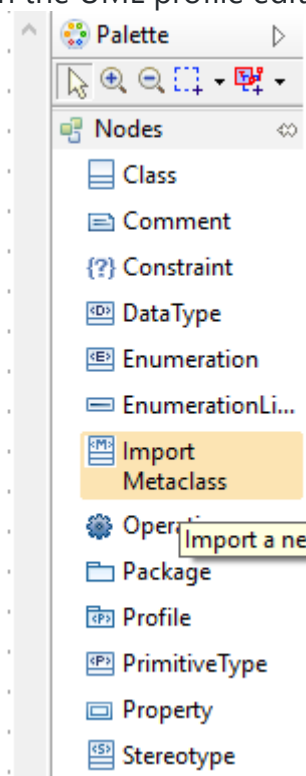 the UML profile edit
Palette
Nodes
Class
Comment
{?} Constraint
<D> DataType
<E> Enumeration
EnumerationLi...
<M> Import
Metaclass
Import a ne
Package
<P> Profile
<P> PrimitiveType
Property
<S> Stereotype